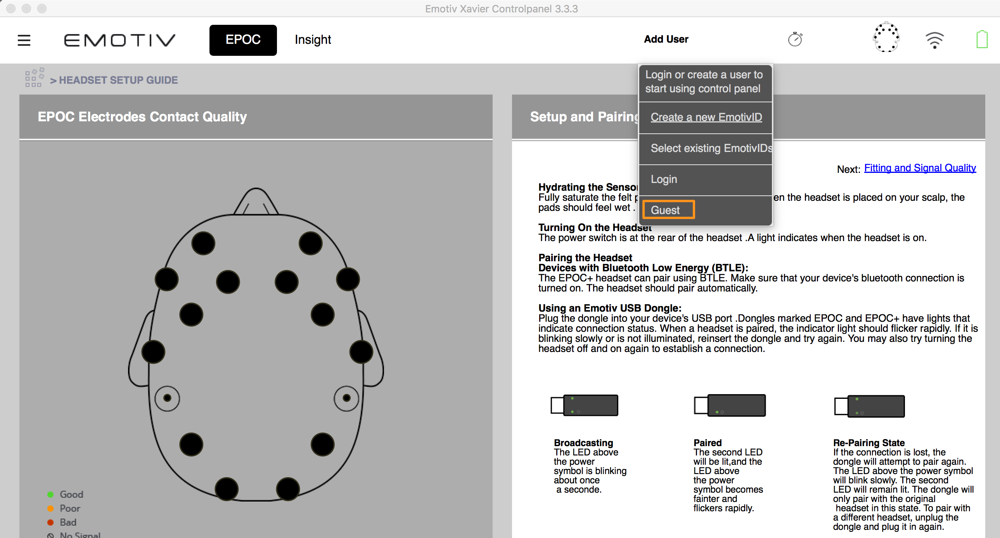 Emotiv Xavier Controlpanel 3.3.3
EMOTIV
EPOC
Insight
Add User
> HEADSET SETUP GUIDE
Login or create a user to
start using control panel
Create a new EmotivID
Select existing EmotivIDs
Login
Guest
EPOC Electrodes Contact Quality
Good
Poor
Bad
No Signal
Setup and Pairing
Next: Fitting and Signal Quality
Hydrating the Sensor
Fully saturate the felt p en the headset is placed on your scalp, the
pads should feel wet .
Turning On the Headset
The power switch is at the rear of the headset .A light indicates when the headset is on.
Pairing the Headset
Devices with Bluetooth Low Energy (BTLE):
The EPOC+ headset can pair using BTLE. Make sure that your device's bluetooth connection is
turned on. The headset should pair automatically.
Using an Emotiv USB Dongle:
Plug the dongle into your device's USB port .Dongles marked EPOC and EPOC+ have lights that
indicate connection status. When a headset is paired, the indicator light should flicker rapidly. If it is
blinking slowly or is not illuminated, reinsert the dongle and try again. You may also try turning the
headset off and on again to establish a connection.
Broadcasting
The LED above
the power
symbol is blinking
about once
a seconde.
Paired
The second LED
will be lit,and the
LED above
the power
symbol becomes
fainter and
flickers rapidly.
Re-Pairing State
If the connection is lost, the
dongle will attempt to pair again.
The LED above the power symbol
will blink slowly. The second
LED will remain lit. The dongle will
only pair with the original
headset in this state. To pair with
a different headset, unplug the
dongle and plug it in again.